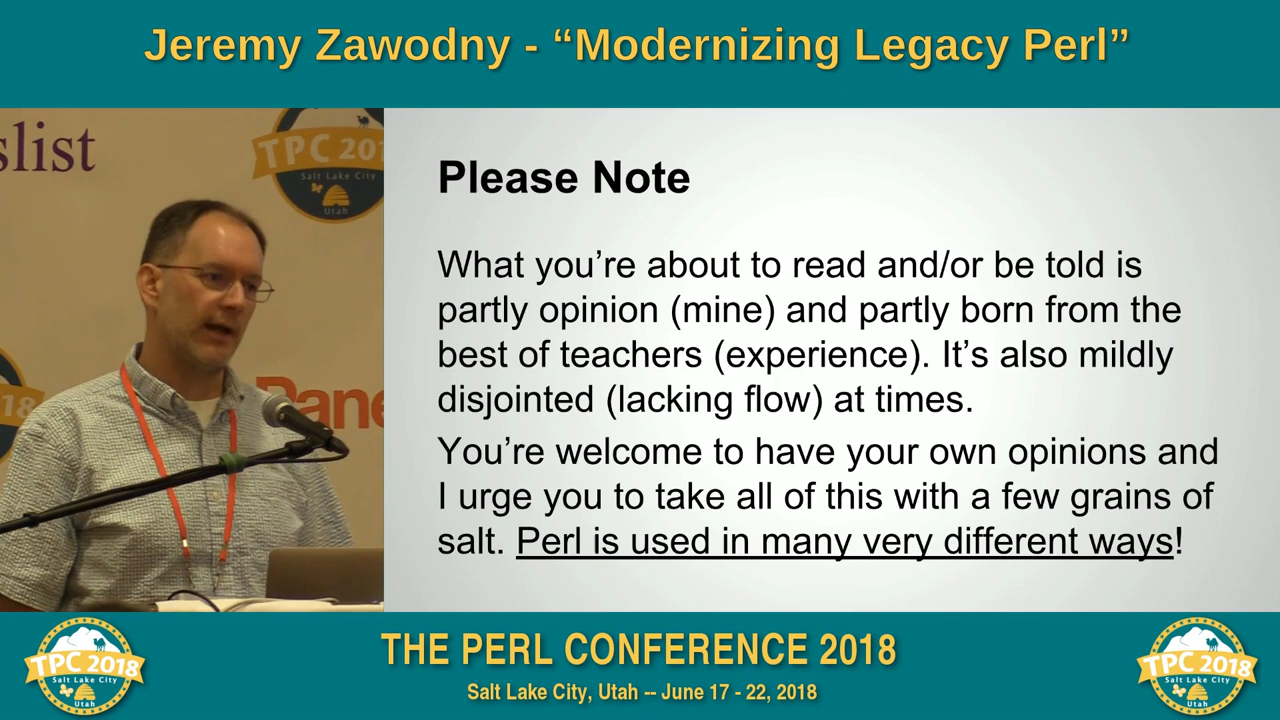 Jeremy Zawodny - “Modernizing Legacy Perl”
slist
TPC 201
Salt Lake City
Utah
18
Pane
Please Note
What you’re about to read and/or be told is
partly opinion (mine) and partly born from the
best of teachers (experience). It’s also mildly
disjointed (lacking flow) at times.
You’re welcome to have your own opinions and
I urge you to take all of this with a few grains of
salt. Perl is used in many very different ways!
TPC 2018
Salt Lake City
Utah
THE PERL CONFERENCE 2018
Salt Lake City, Utah -- June 17 - 22, 2018
TPC 2018
Salt Lake City
Utah